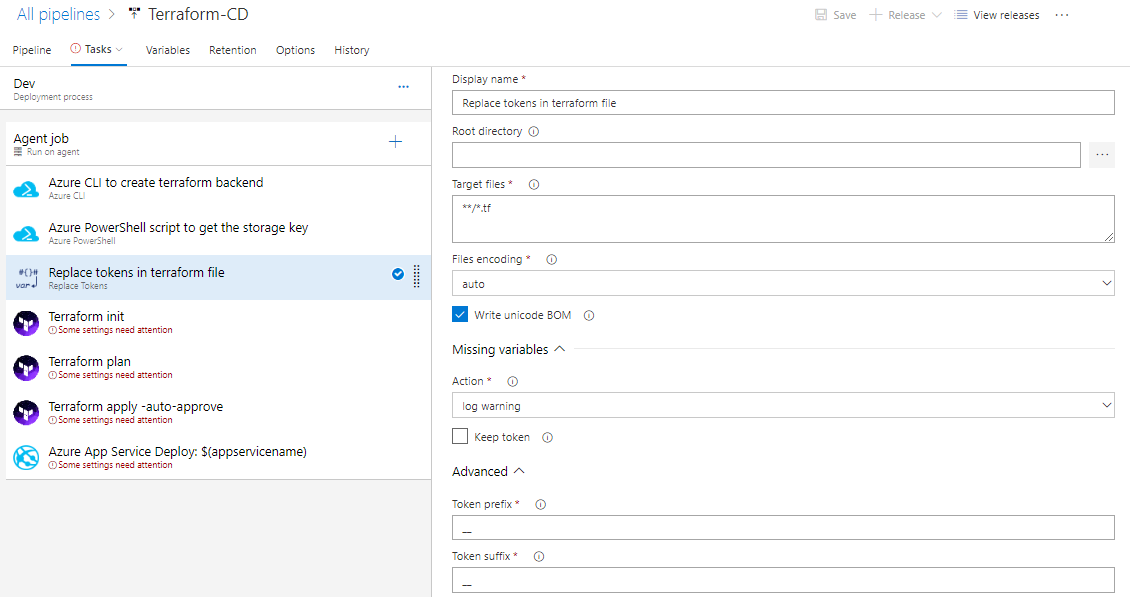 All pipelines > Terraform-CD
Save
Release
View releases
...
Pipeline
Tasks
Variables
Retention
Options
History
Dev
Deployment process
...
Agent job
Run on agent
Azure CLI to create terraform backend
Azure CLI
Azure PowerShell script to get the storage key
Azure PowerShell
#{}#
var
Replace tokens in terraform file
Replace Tokens
Terraform init
Some settings need attention
Terraform plan
Some settings need attention
Terraform apply -auto-approve
Some settings need attention
Azure App Service Deploy: $(appservicename)
Some settings need attention
Display name *
Replace tokens in terraform file
Root directory
...
Target files *
**/*.tf
Files encoding *
auto
Write unicode BOM
Missing variables
Action *
log warning
Keep token
Advanced
Token prefix *
__
Token suffix *
__